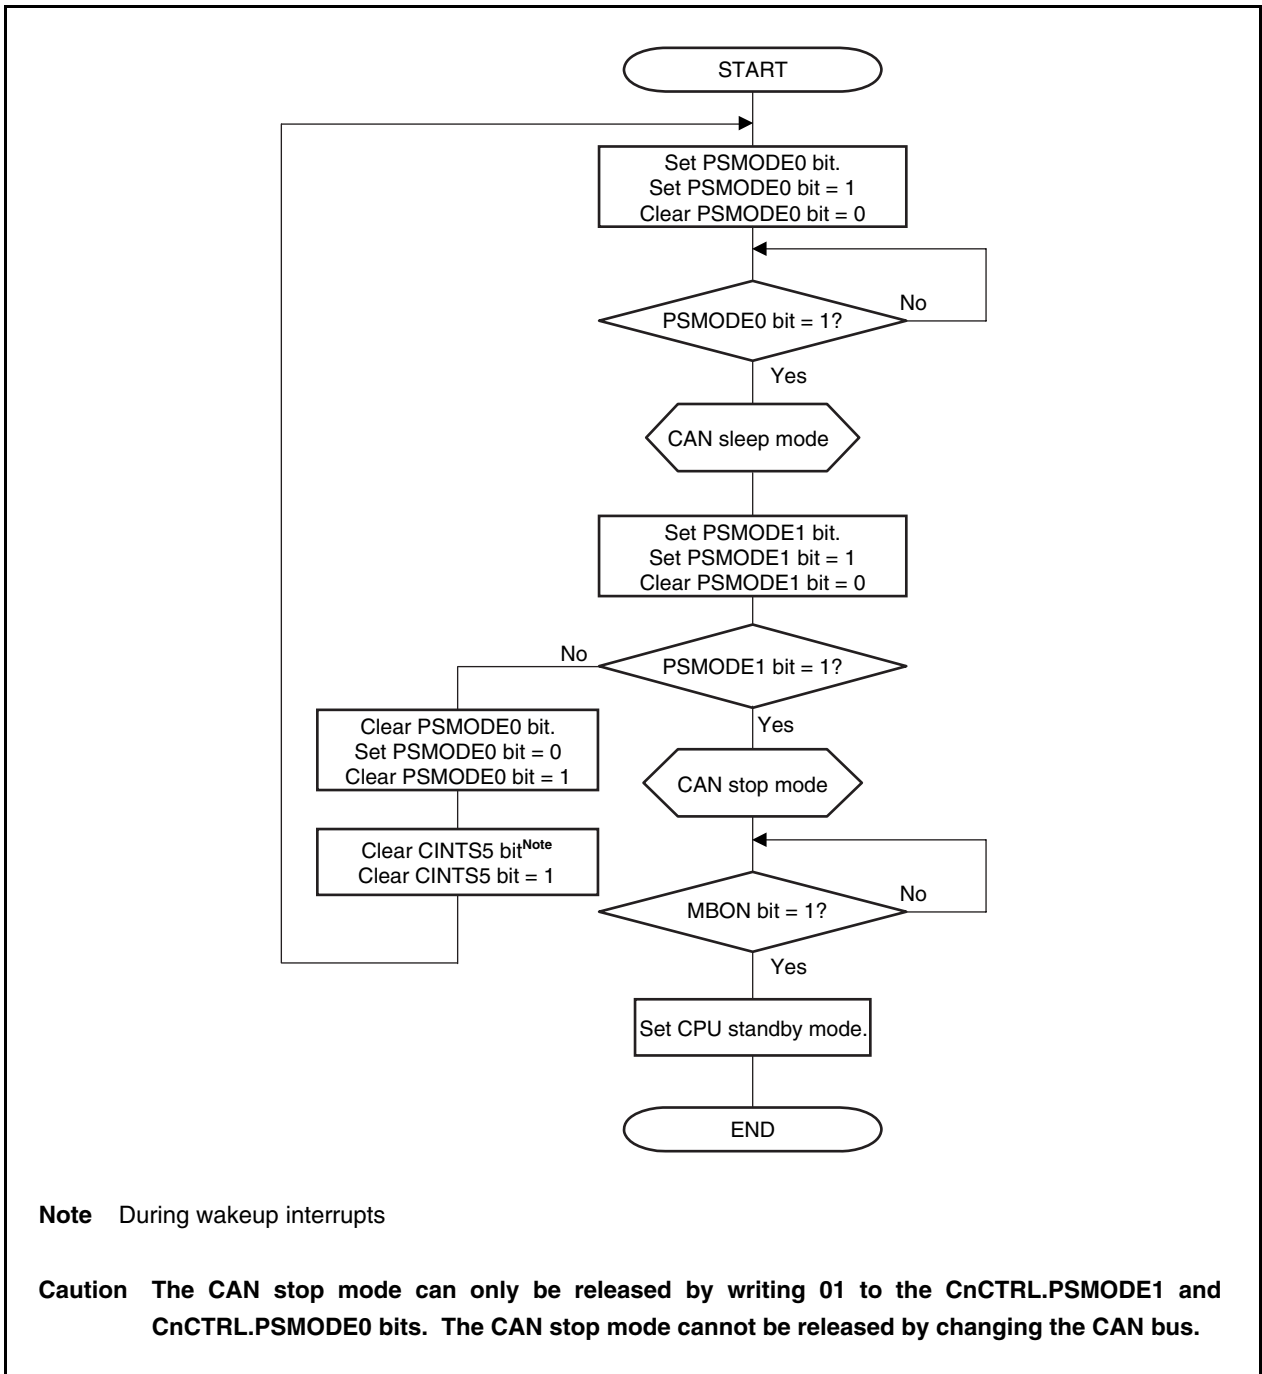 START
Set PSMODE0 bit.
Set PSMODE0 bit = 1
Clear PSMODE0 bit = 0
No
PSMODE0 bit = 1?
Yes
CAN sleep mode
Set PSMODE1 bit.
Set PSMODE1 bit = 1
Clear PSMODE1 bit = 0
No
PSMODE1 bit = 1?
Yes
Clear PSMODE0 bit.
Set PSMODE0 bit = 0
Clear PSMODE0 bit = 1
CAN stop mode
Clear CINTS5 bitNote
Clear CINTS5 bit = 1
No
MBON bit = 1?
Yes
Set CPU standby mode.
END
Note During wakeup interrupts
Caution The CAN stop mode can only be released by writing 01 to the CnCTRL.PSMODE1 and
CnCTRL.PSMODE0 bits. The CAN stop mode cannot be released by changing the CAN bus.